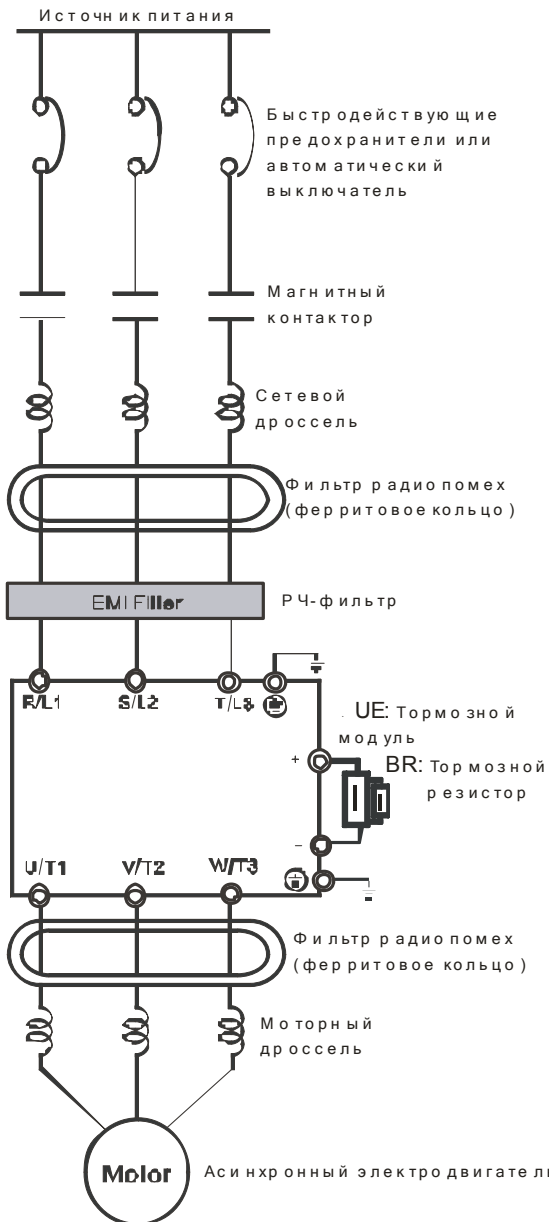 Источник питания
Быстродействующие
предохранители или
автоматический
выключатель
Магнитный
контактор
Сетевой
дроссель
Фильтр радиопомех
(ферритовое кольцо)
EMI Filler
РЧ-фильтр
R/L1 S/L2 T/L3
UE: Тормозной
модуль
+
BR: Тормозной
резистор
–
U/T1 V/T2 W/T3
Фильтр радиопомех
(ферритовое кольцо)
Моторный
дроссель
Molor
Асинхронный электродвигатель